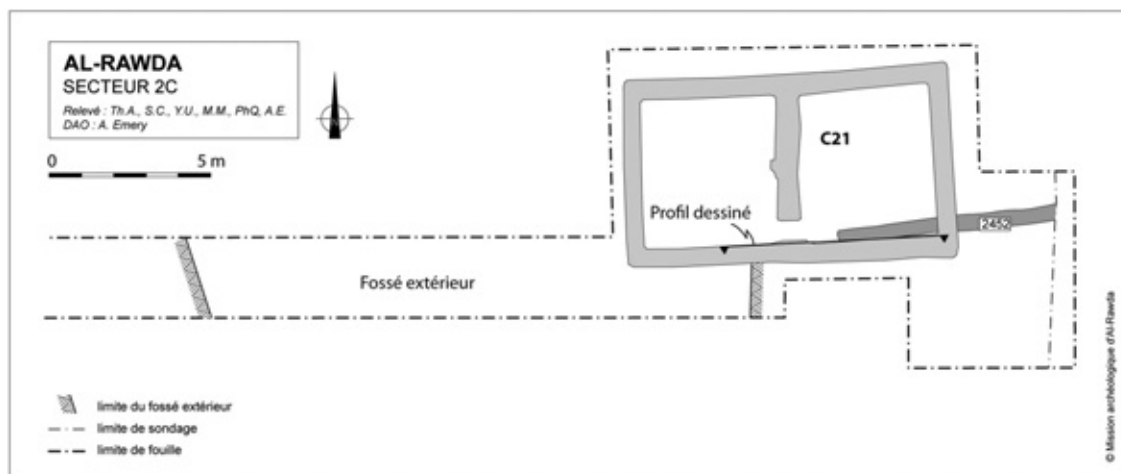 AL-RAWDA
SECTEUR 2C
Relevé : Th.A., S.C., Y.U., M.M., PhQ, A.E.
DAO : A. Emery
0 5 m
C21
Profil dessiné
2452
Fossé extérieur
limite du fossé extérieur
limite de sondage
limite de fouille
© Mission archéologique d'Al-Rawda